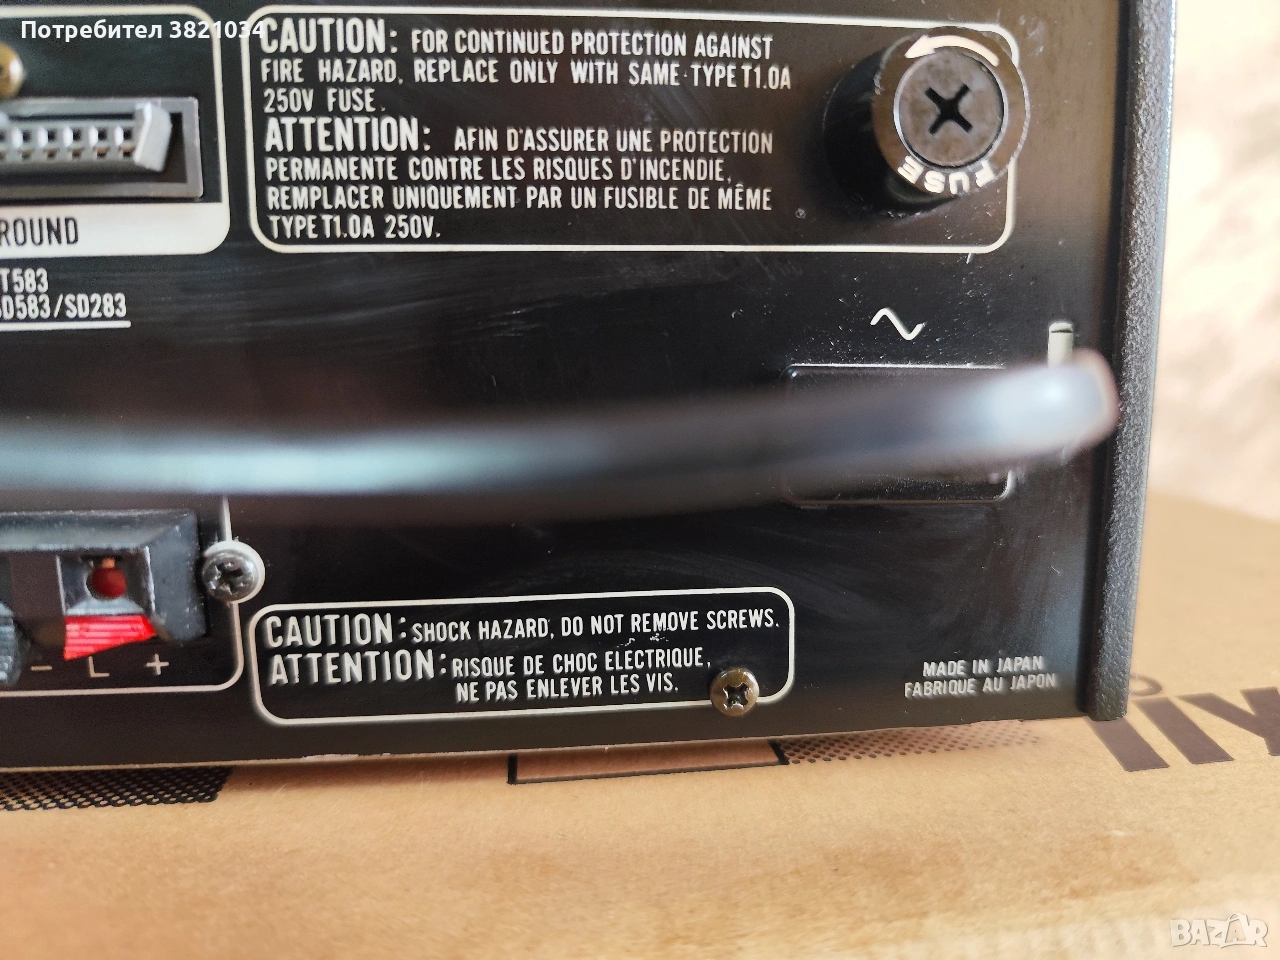 Потребител 3821034
CAUTION: FOR CONTINUED PROTECTION AGAINST
FIRE HAZARD, REPLACE ONLY WITH SAME-TYPE T1.0A
250V FUSE.
ATTENTION: AFIN D'ASSURER UNE PROTECTION
PERMANENTE CONTRE LES RISQUES D'INCENDIE,
REMPLACER UNIQUEMENT PAR UN FUSIBLE DE MÊME
TYPE T1.0A 250V.
FUSE
ROUND
T583
SD583/SD283
- L +
CAUTION: SHOCK HAZARD, DO NOT REMOVE SCREWS.
ATTENTION: RISQUE DE CHOC ELECTRIQUE,
NE PAS ENLEVER LES VIS.
MADE IN JAPAN
FABRIQUE AU JAPON
iiy
BAZAR